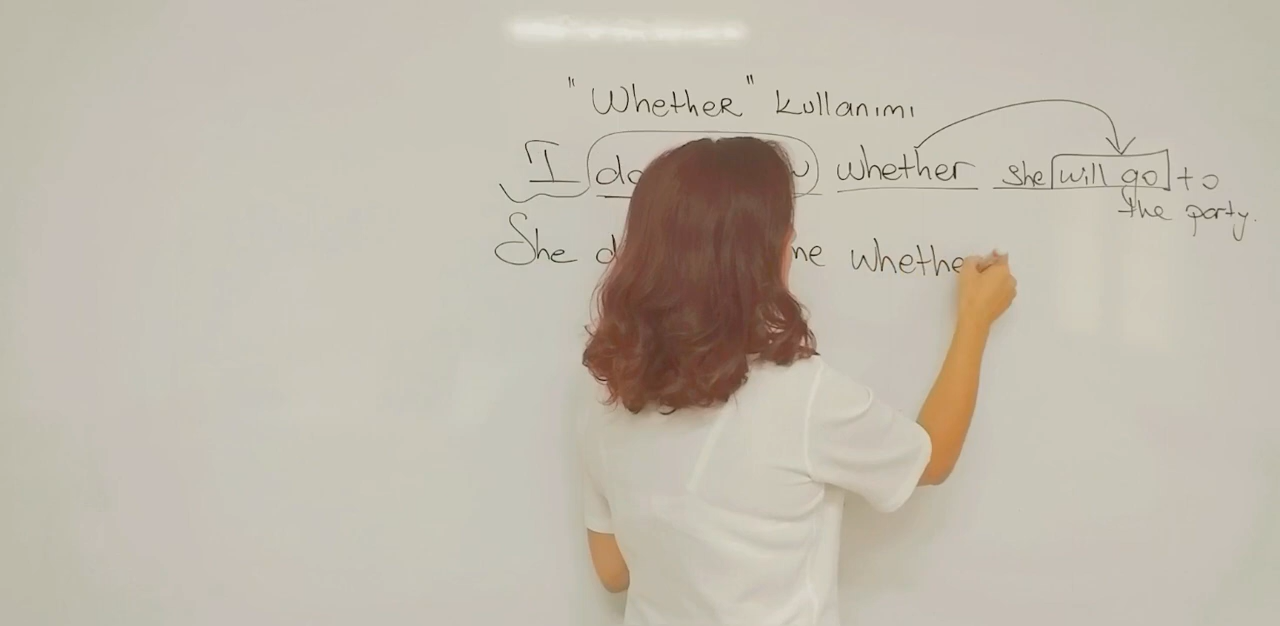 "Whether" kullanımı
I whether she will go to
the party.
She whethe